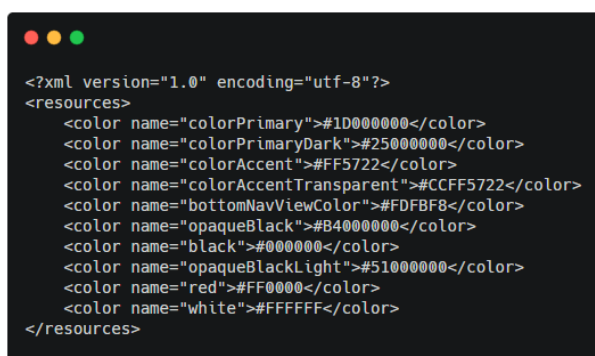 <?xml version="1.0" encoding="utf-8"?>
<resources>
    <color name="colorPrimary">#1D000000</color>
    <color name="colorPrimaryDark">#25000000</color>
    <color name="colorAccent">#FF5722</color>
    <color name="colorAccentTransparent">#CCFF5722</color>
    <color name="bottomNavViewColor">#FDFBF8</color>
    <color name="opaqueBlack">#B4000000</color>
    <color name="black">#000000</color>
    <color name="opaqueBlackLight">#51000000</color>
    <color name="red">#FF0000</color>
    <color name="white">#FFFFFF</color>
</resources>